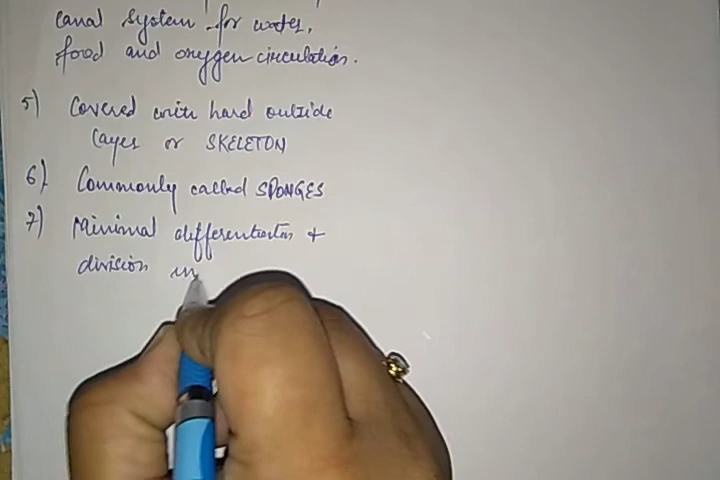 canal system for water,
food and oxygen circulation.
5) Covered with hard outside
layer or SKELETON
6) Commonly called SPONGES
7) Minimal differentiation +
division in